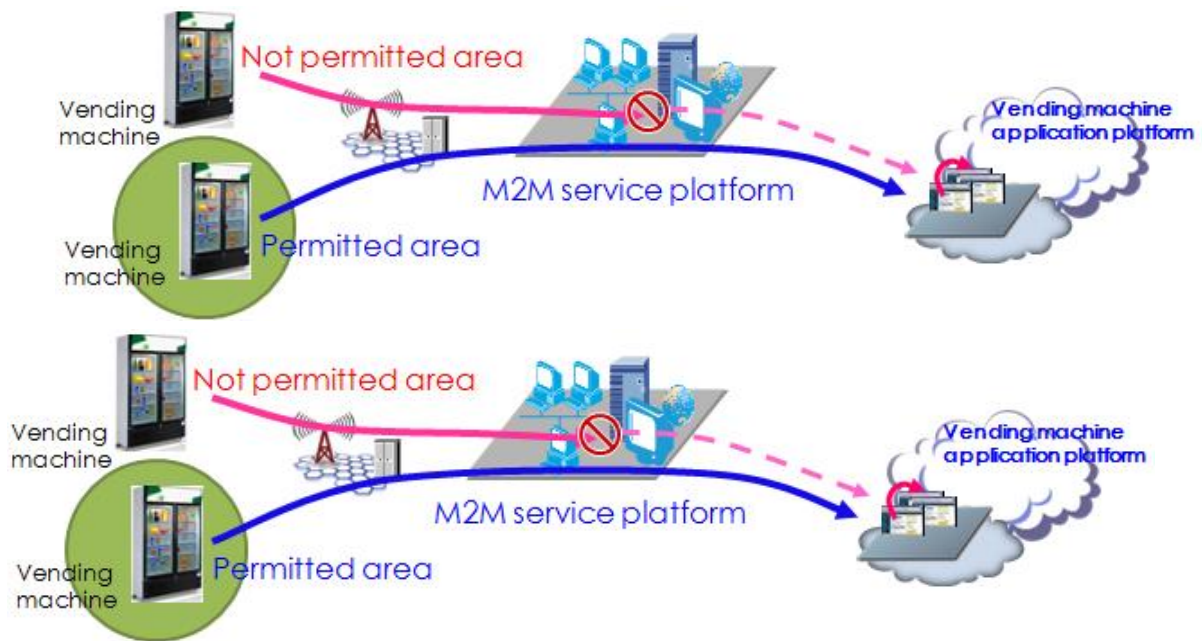 Not permitted area
Vending
machine
Vending machine
application platform
M2M service platform
Vending
machine
Permitted area
Not permitted area
Vending
machine
Vending machine
application platform
M2M service platform
Vending
machine
Permitted area